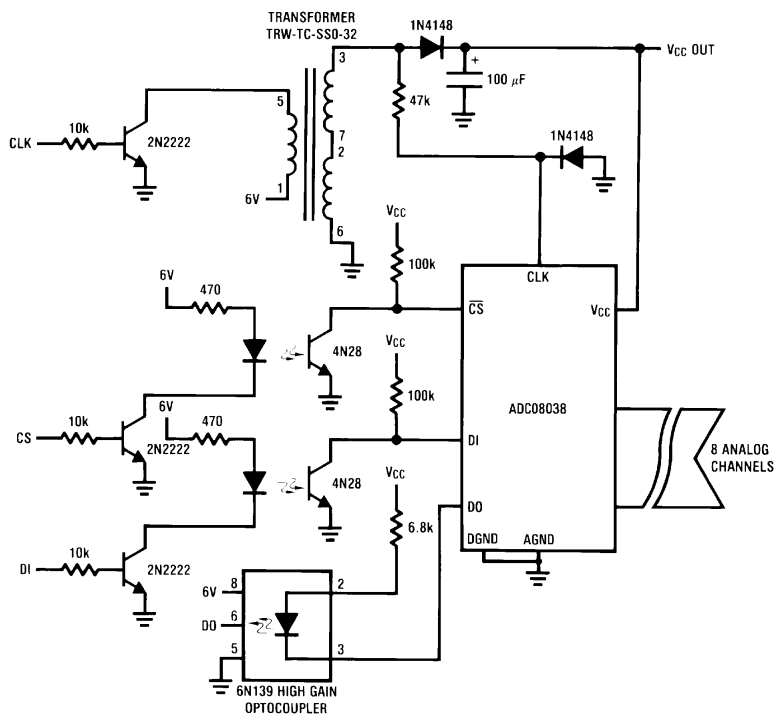 TRANSFORMER
TRW-TC-SS0-32
1N4148
VCC OUT
3
+
100 μF
5
47k
10k
CLK
2N2222
7
2
1N4148
1
6V
6
VCC
100k
CLK
6V
470
CS
VCC
4N28
VCC
ADC08038
100k
10k
6V
470
CS
2N2222
DI
8 ANALOG
CHANNELS
4N28
VCC
DO
6.8k
10k
DGND
AGND
DI
2N2222
6V
8
2
DO
6
5
3
6N139 HIGH GAIN
OPTOCOUPLER